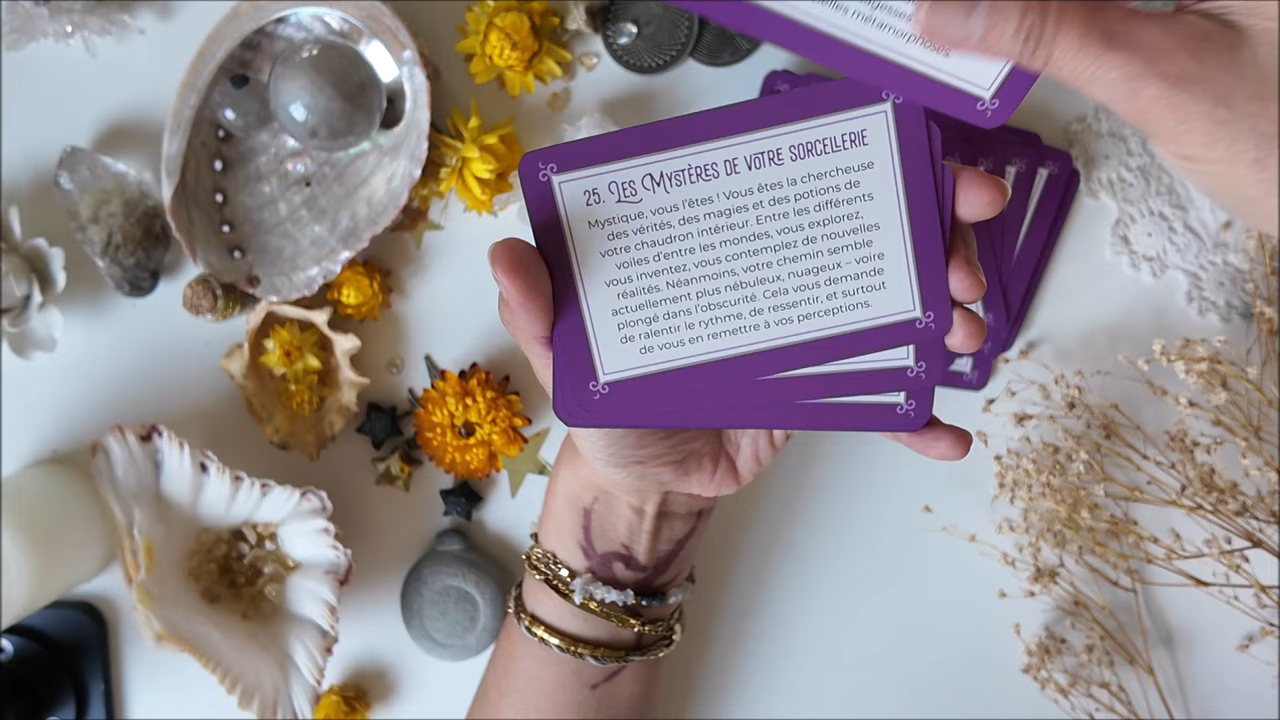 métamorphoses.
25. Les Mystères de votre sorcellerie
Mystique, vous l'êtes ! Vous êtes la chercheuse
des vérités, des magies et des potions de
votre chaudron intérieur. Entre les différents
voiles d'entre les mondes, vous explorez,
vous inventez, vous contemplez de nouvelles
réalités. Néanmoins, votre chemin semble
actuellement plus nébuleux, nuageux – voire
plongé dans l'obscurité. Cela vous demande
de ralentir le rythme, de ressentir, et surtout
de vous en remettre à vos perceptions.